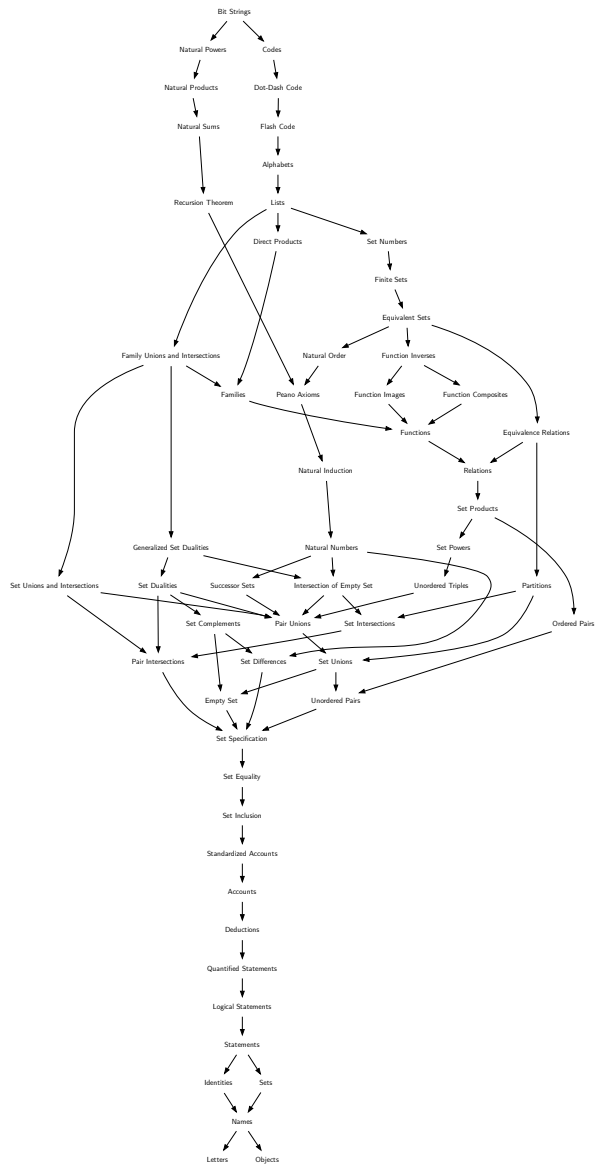 Bit Strings
Natural Powers
Codes
Natural Products
Dot-Dash Code
Natural Sums
Flash Code
Alphabets
Recursion Theorem
Lists
Direct Products
Set Numbers
Finite Sets
Equivalent Sets
Family Unions and Intersections
Natural Order
Function Inverses
Families
Peano Axioms
Function Images
Function Composites
Functions
Equivalence Relations
Natural Induction
Relations
Set Products
Generalized Set Dualities
Natural Numbers
Set Powers
Set Unions and Intersections
Set Dualities
Successor Sets
Intersection of Empty Set
Unordered Triples
Partitions
Set Complements
Pair Unions
Set Intersections
Ordered Pairs
Pair Intersections
Set Differences
Set Unions
Empty Set
Unordered Pairs
Set Specification
Set Equality
Set Inclusion
Standardized Accounts
Accounts
Deductions
Quantified Statements
Logical Statements
Statements
Identities
Sets
Names
Letters
Objects